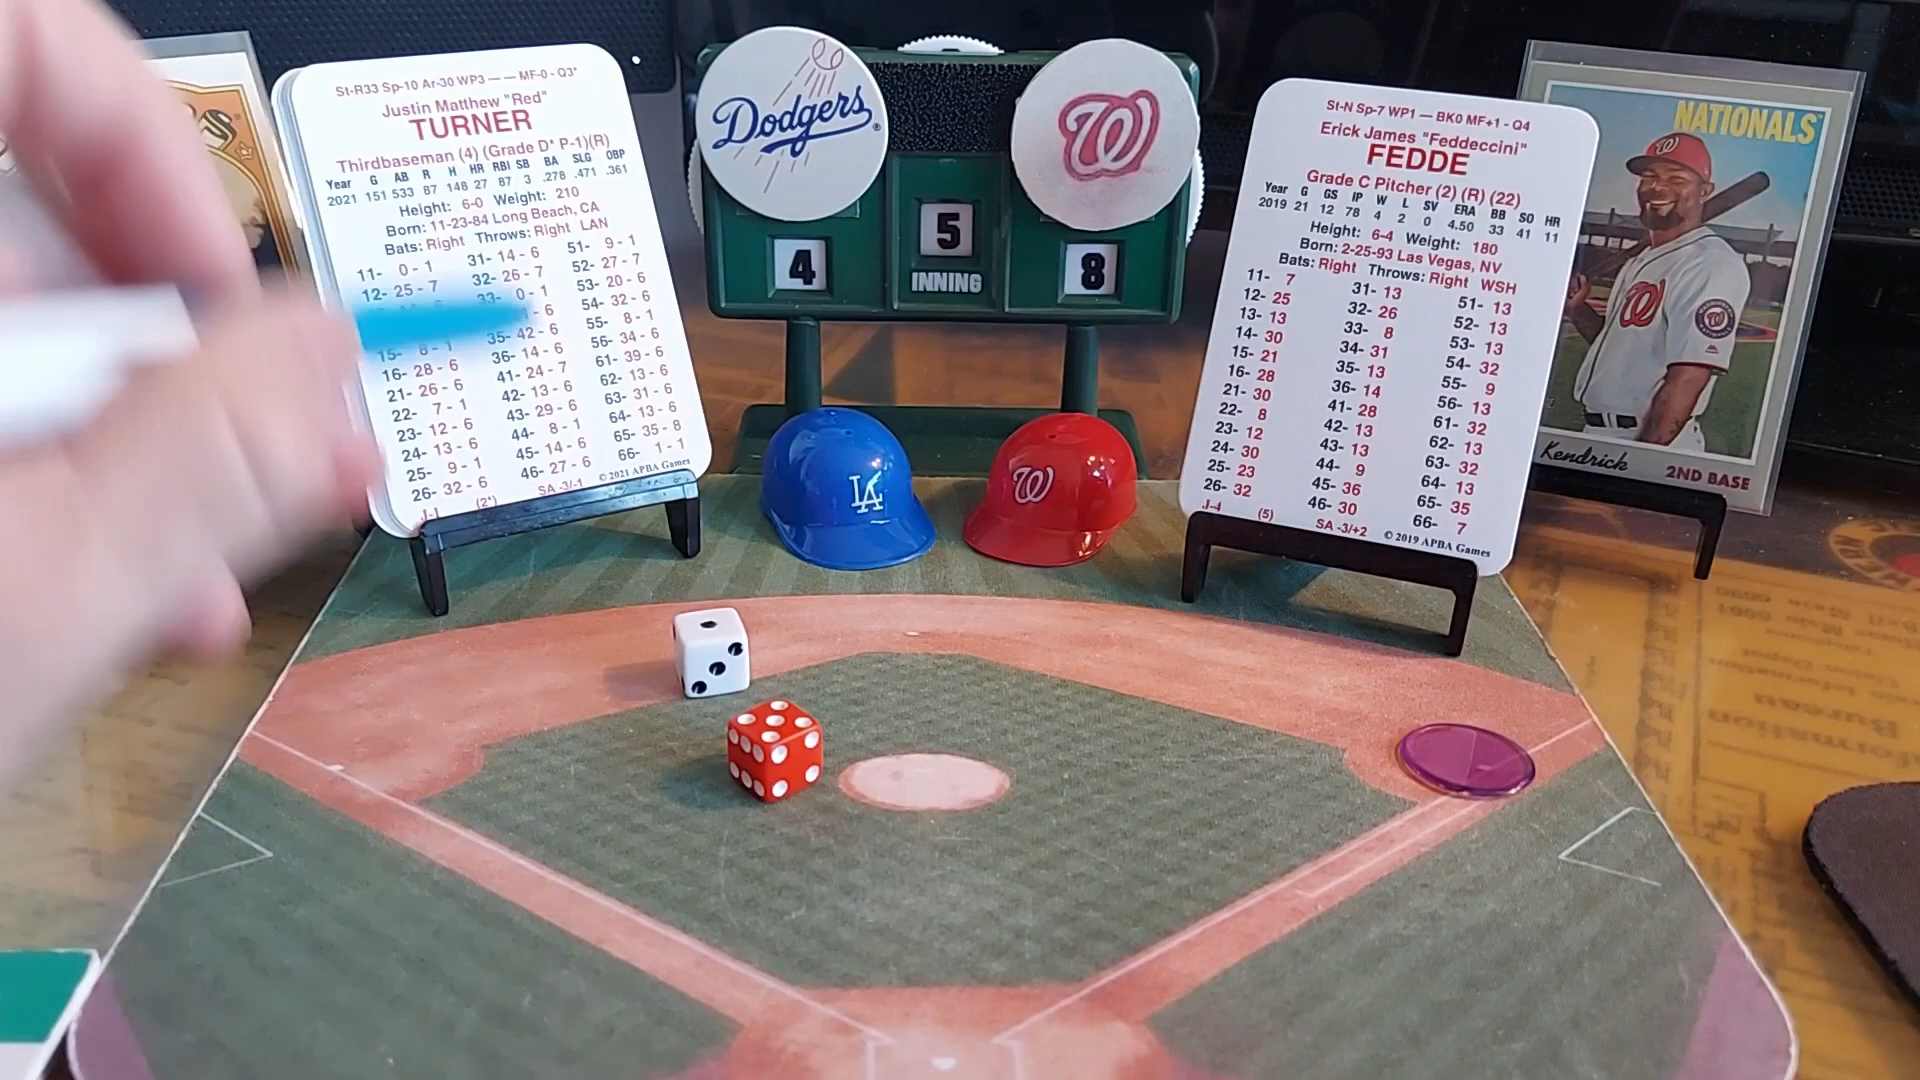 St-R33 Sp-10 Ar-30 WP3 — — MF-0 - Q3*
Justin Matthew "Red"
TURNER
Thirdbaseman (4) (Grade D* P-1)(R)
Year G AB R H HR RBI SB BA SLG OBP
2021 151 533 87 148 27 87 3 .278 .471 .361
Height: 6-0 Weight: 210
Born: 11-23-84 Long Beach, CA
Bats: Right Throws: Right LAN
11- 0 - 1 31- 14 - 6 51- 9 - 1
12- 25 - 7 32- 26 - 7 52- 27 - 7
33- 0 - 1 53- 20 - 6
- 6 54- 32 - 6
15- 8 - 1 35- 42 - 6 55- 8 - 1
16- 28 - 6 36- 14 - 6 56- 34 - 6
21- 26 - 6 41- 24 - 7 61- 39 - 6
22- 7 - 1 42- 13 - 6 62- 13 - 6
23- 12 - 6 43- 29 - 6 63- 31 - 6
24- 13 - 6 44- 8 - 1 64- 13 - 6
25- 9 - 1 45- 14 - 6 65- 35 - 8
26- 32 - 6 46- 27 - 6 66- 1 - 1
J-1 (2*) SA -3/-1 © 2021 APBA Games
Dodgers
W
4
5
INNING
8
LA
W
St-N Sp-7 WP1 — BK0 MF+1 - Q4
Erick James "Feddeccini"
FEDDE
Grade C Pitcher (2) (R) (22)
Year G GS IP W L SV ERA BB SO HR
2019 21 12 78 4 2 0 4.50 33 41 11
Height: 6-4 Weight: 180
Born: 2-25-93 Las Vegas, NV
Bats: Right Throws: Right WSH
11- 7 31- 13 51- 13
12- 25 32- 26 52- 13
13- 13 33- 8 53- 13
14- 30 34- 31 54- 32
15- 21 35- 13 55- 9
16- 28 36- 14 56- 13
21- 30 41- 28 61- 32
22- 8 42- 13 62- 13
23- 12 43- 13 63- 32
24- 30 44- 9 64- 13
25- 23 45- 36 65- 35
26- 32 46- 30 66- 7
J-4 (5) SA -3/+2 © 2019 APBA Games
NATIONALS
W
W
Kendrick
2ND BASE